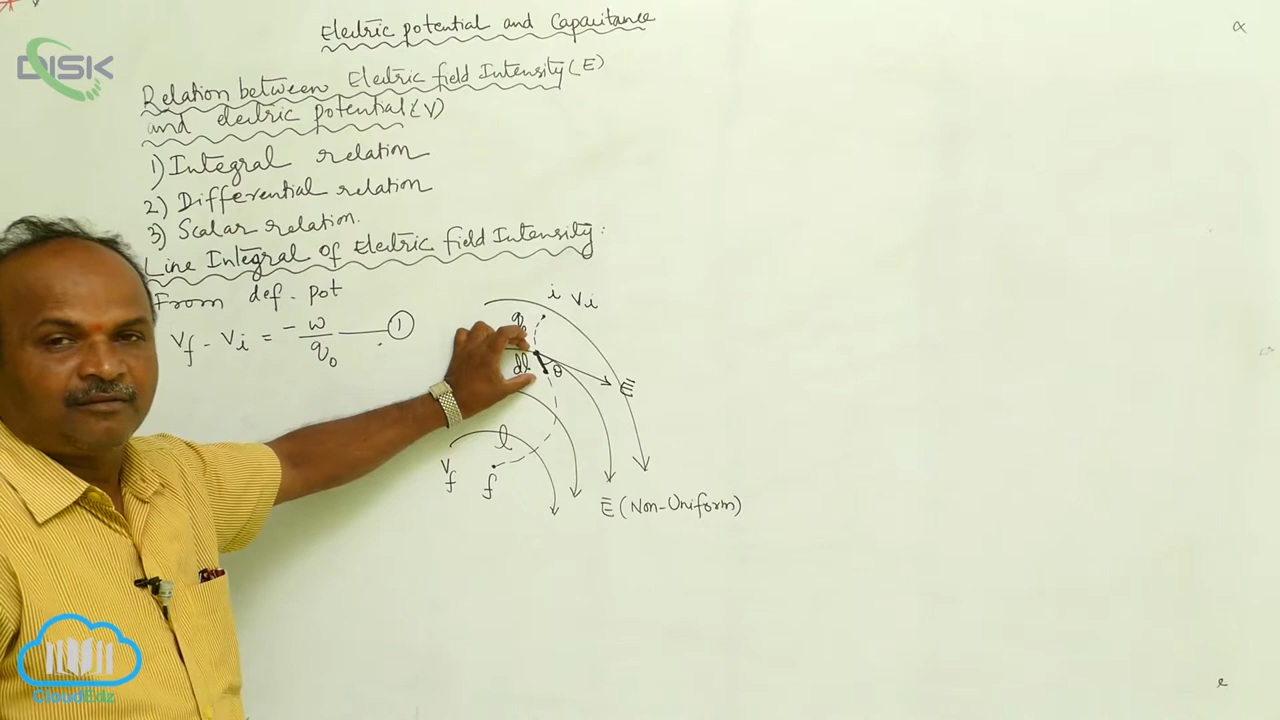 Electric potential and Capacitance
DISK
Relation between Electric field Intensity (E)
and electric potential (V)
1) Integral relation
2) Differential relation
3) Scalar relation.
Line Integral of Electric field Intensity:
From def. pot
Vf - Vi = -w/q0 — 1
i Vi
q0
dl θ
E̅
l
Vf
f
E̅ (Non-Uniform)
CloudEdz